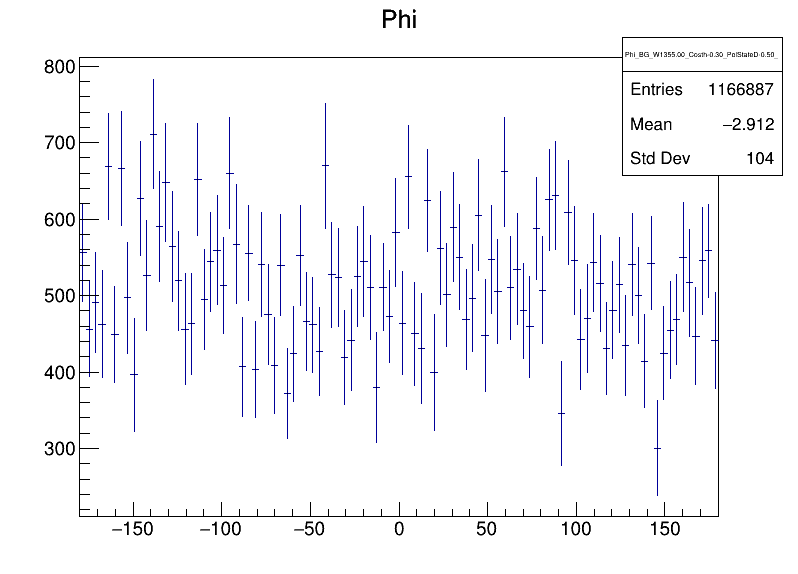 Phi
Phi_BG_W1355.00_Costh-0.30_PolStateD-0.50_
Entries 1166887
Mean −2.912
Std Dev 104
800
700
600
500
400
300
−150 −100 −50 0 50 100 150